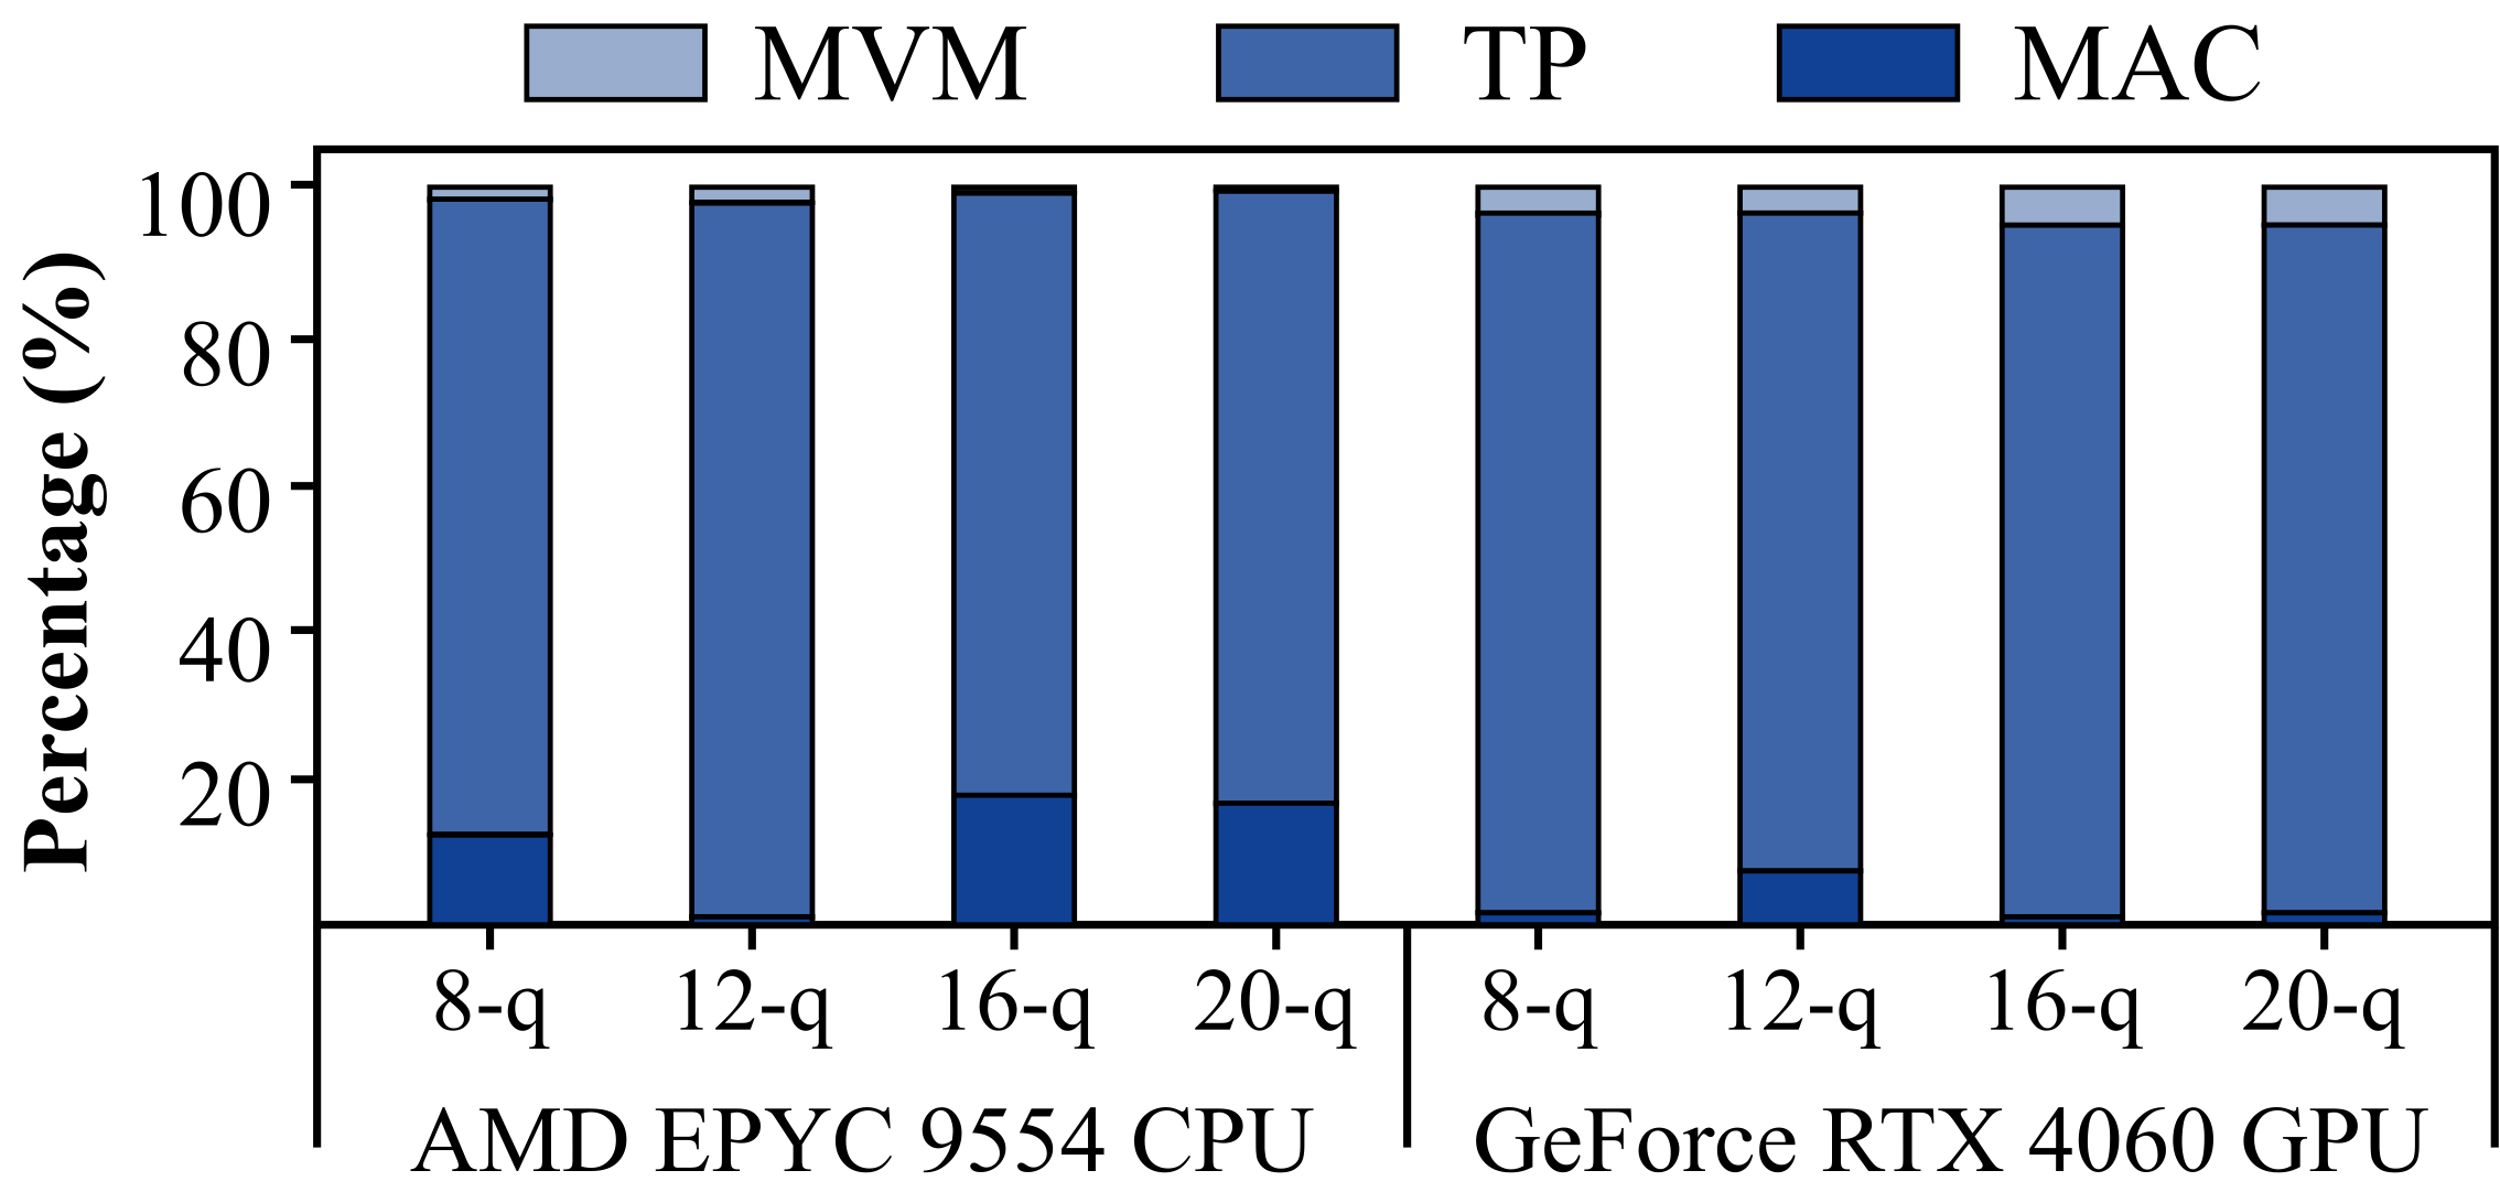 MVM TP MAC
Percentage (%)
100
80
60
40
20
8-q 12-q 16-q 20-q 8-q 12-q 16-q 20-q
AMD EPYC 9554 CPU GeForce RTX 4060 GPU